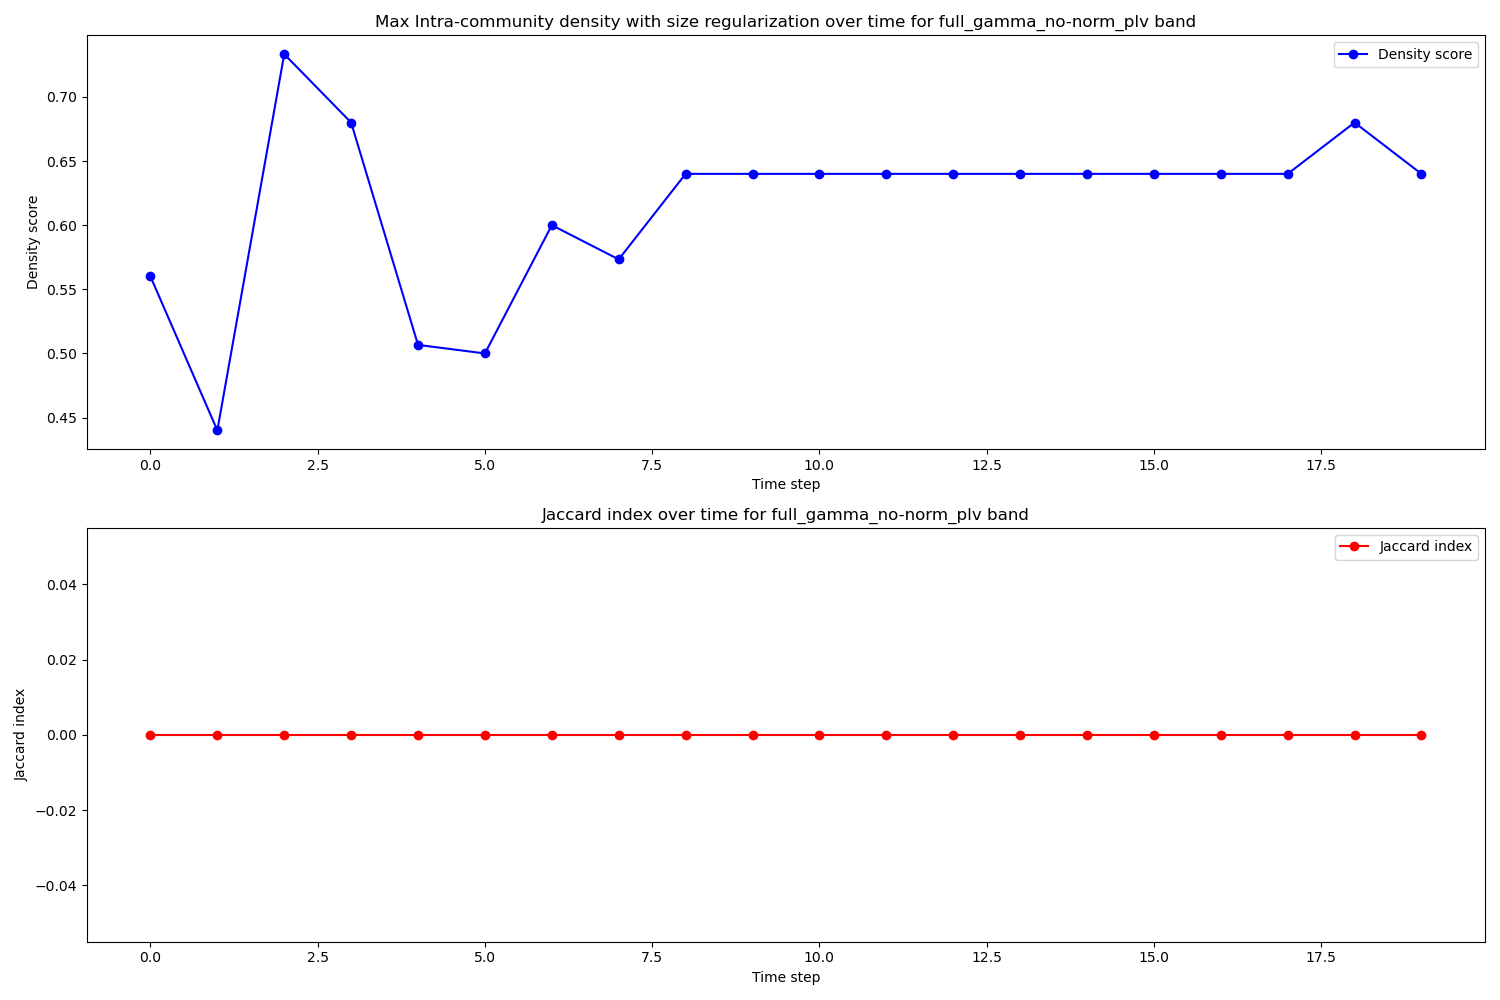 Max Intra-community density with size regularization over time for full_gamma_no-norm_plv band
Density score
0.70
0.65
0.60
0.55
0.50
0.45
Density score
0.0 2.5 5.0 7.5 10.0 12.5 15.0 17.5
Time step
Jaccard index over time for full_gamma_no-norm_plv band
Jaccard index
0.04
0.02
0.00
−0.02
−0.04
Jaccard index
0.0 2.5 5.0 7.5 10.0 12.5 15.0 17.5
Time step